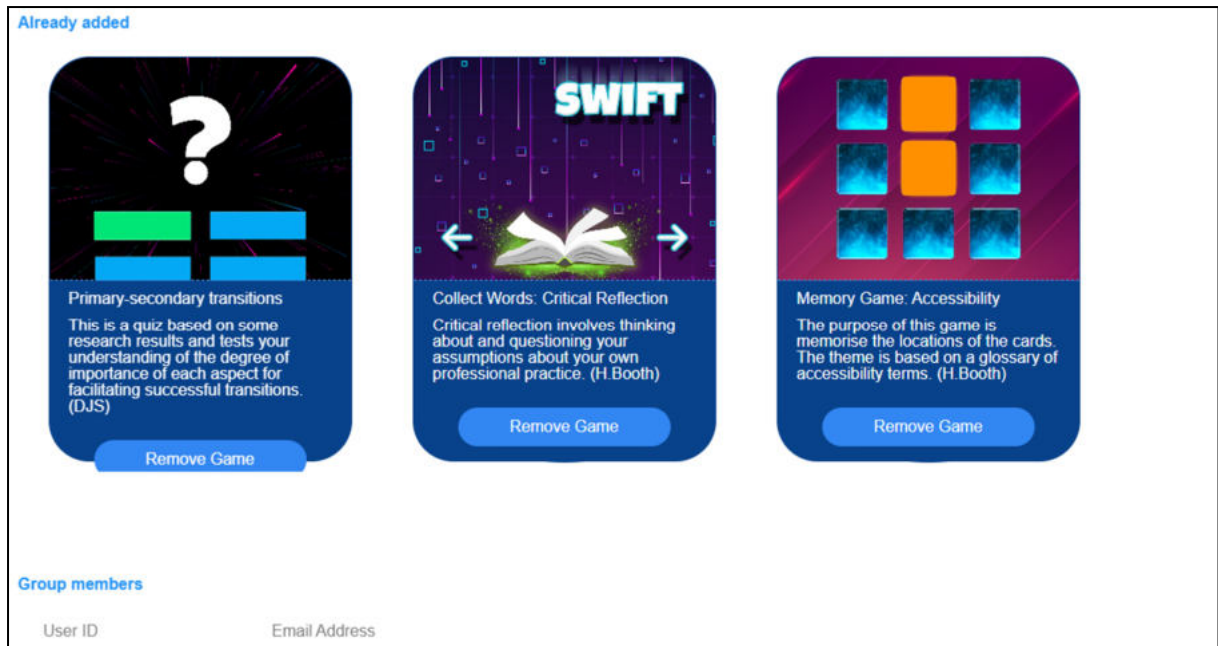 Already added
?
SWIFT
Primary-secondary transitions
This is a quiz based on some
research results and tests your
understanding of the degree of
importance of each aspect for
facilitating successful transitions.
(DJS)
Remove Game
Collect Words: Critical Reflection
Critical reflection involves thinking
about and questioning your
assumptions about your own
professional practice. (H.Booth)
Remove Game
Memory Game: Accessibility
The purpose of this game is
memorise the locations of the cards.
The theme is based on a glossary of
accessibility terms. (H.Booth)
Remove Game
Group members
User ID
Email Address